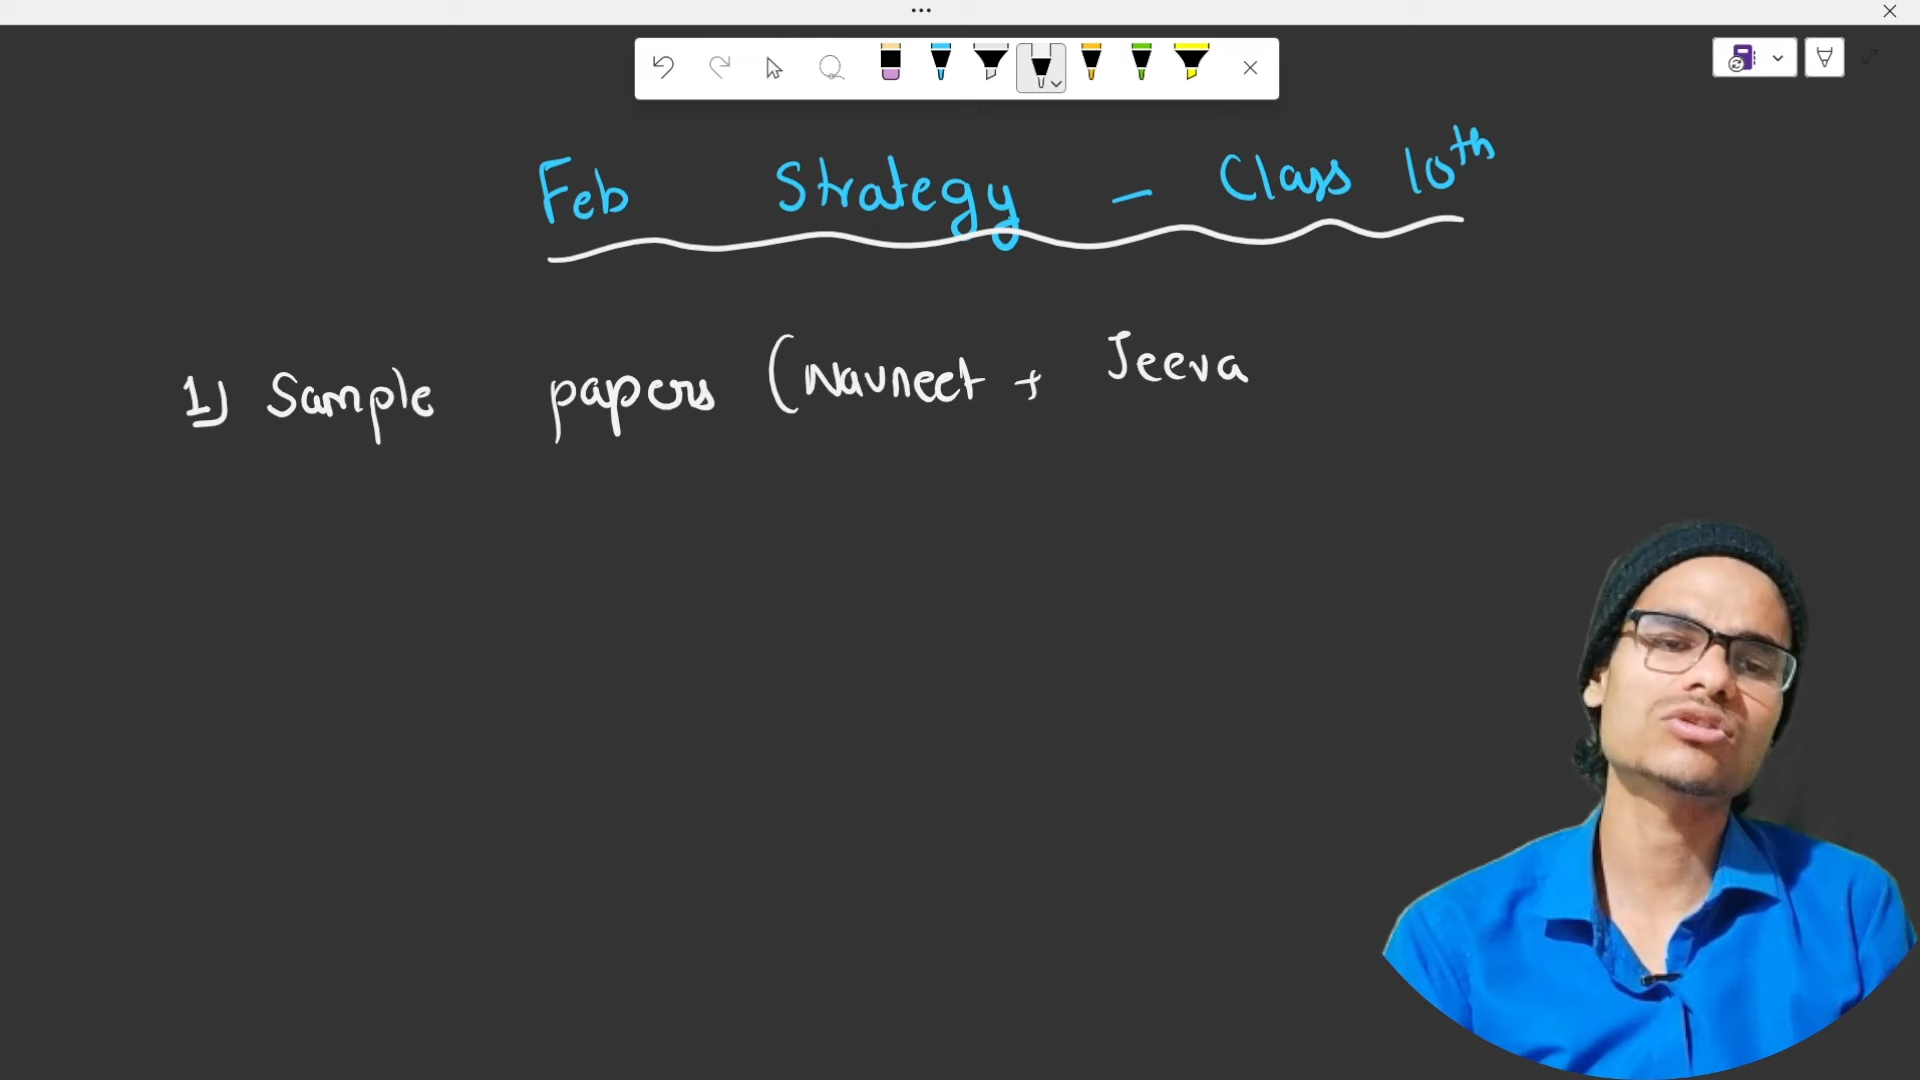 Feb Strategy - Class 10th
1) Sample papers (Navneet + Jeeva